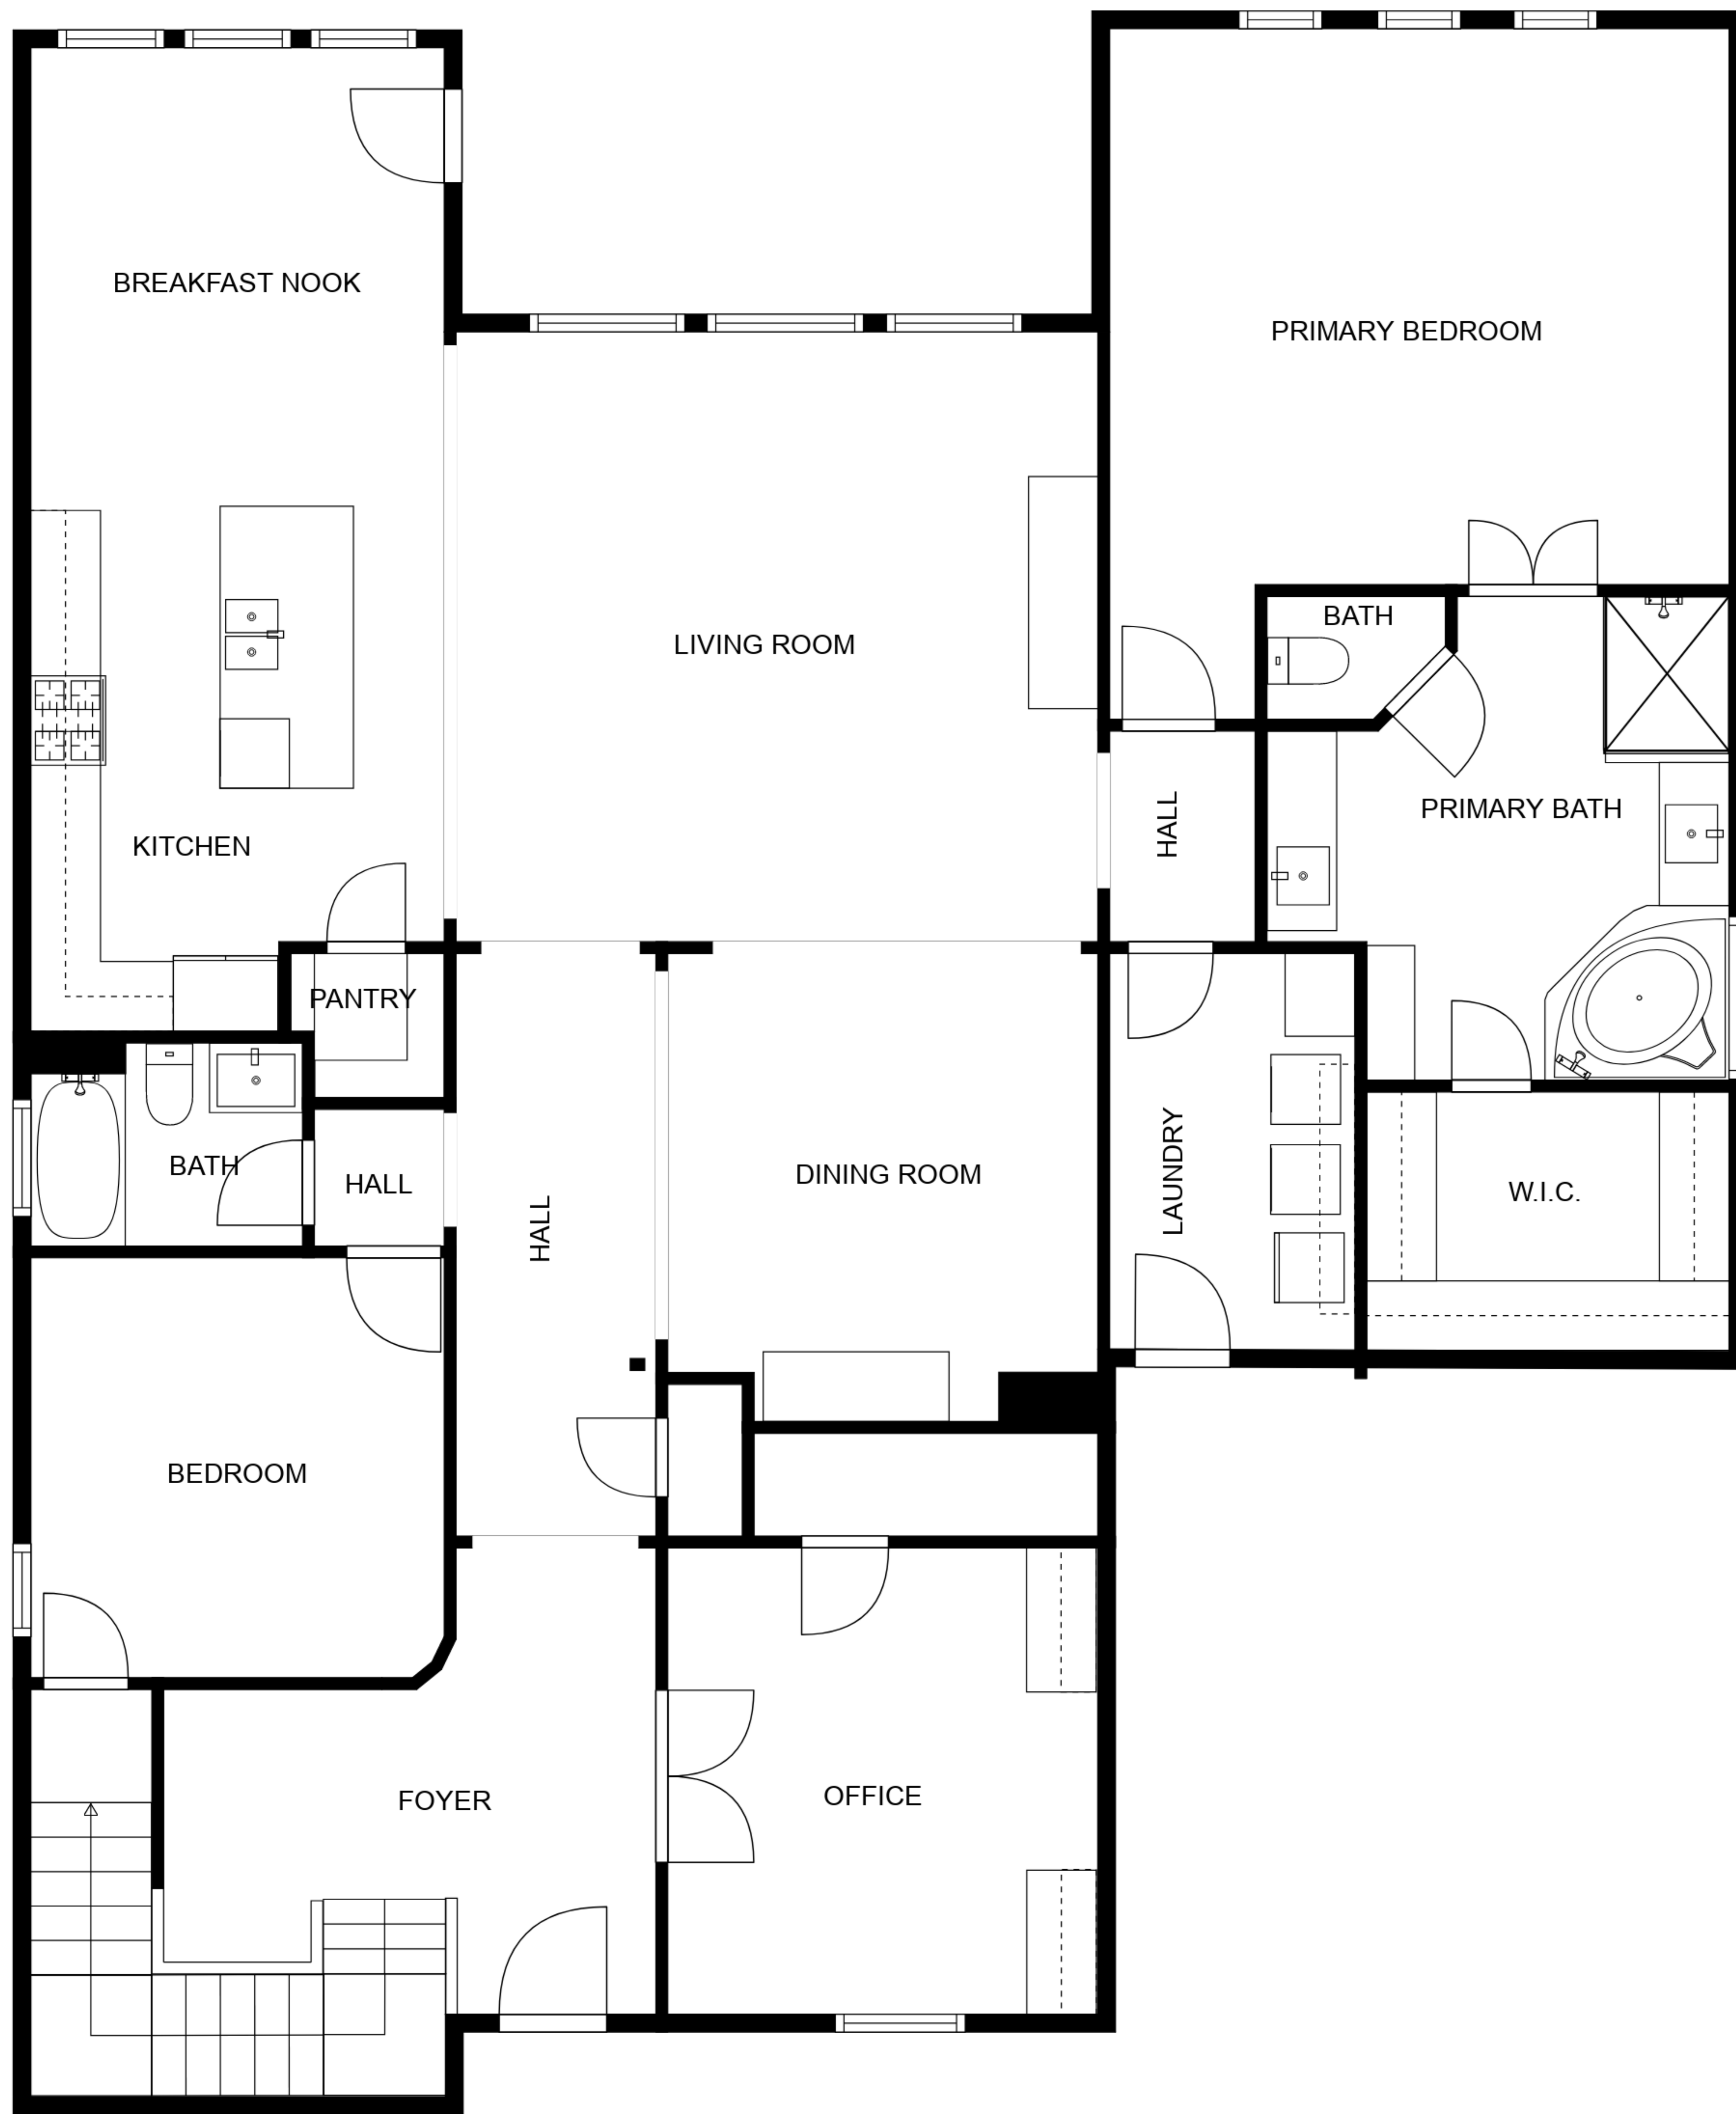 BREAKFAST NOOK
PRIMARY BEDROOM
BATH
LIVING ROOM
PRIMARY BATH
HALL
KITCHEN
PANTRY
BATH
HALL
HALL
DINING ROOM
LAUNDRY
W.I.C.
BEDROOM
FOYER
OFFICE